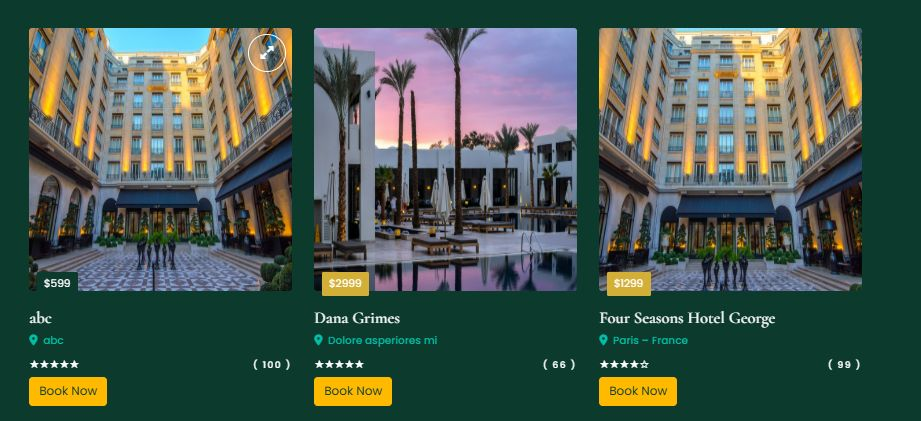 $599
abc
abc
( 100 )
Book Now
$2999
Dana Grimes
Dolore asperiores mi
( 66 )
Book Now
$1299
Four Seasons Hotel George
Paris – France
( 99 )
Book Now